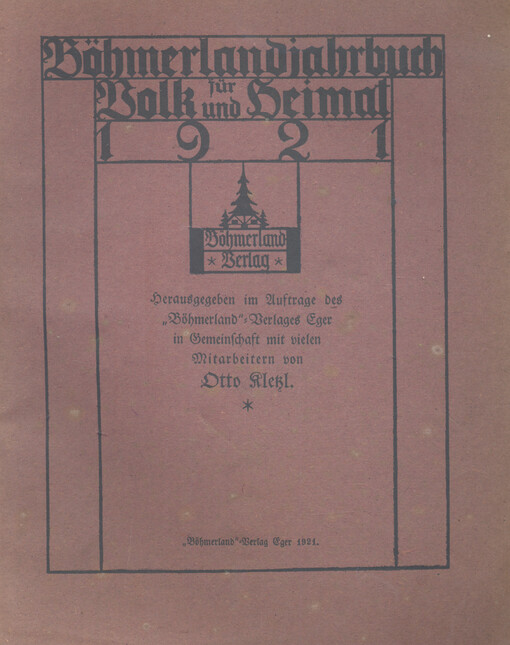 Böhmerlandjahrbuch
für
Volk und Heimat
1921
Böhmerland
* Verlag *
Herausgegeben im Auftrage des
„Böhmerland"-Verlages Eger
in Gemeinschaft mit vielen
Mitarbeitern von
Otto Kletzl.
*
„Böhmerland"-Verlag Eger 1921.